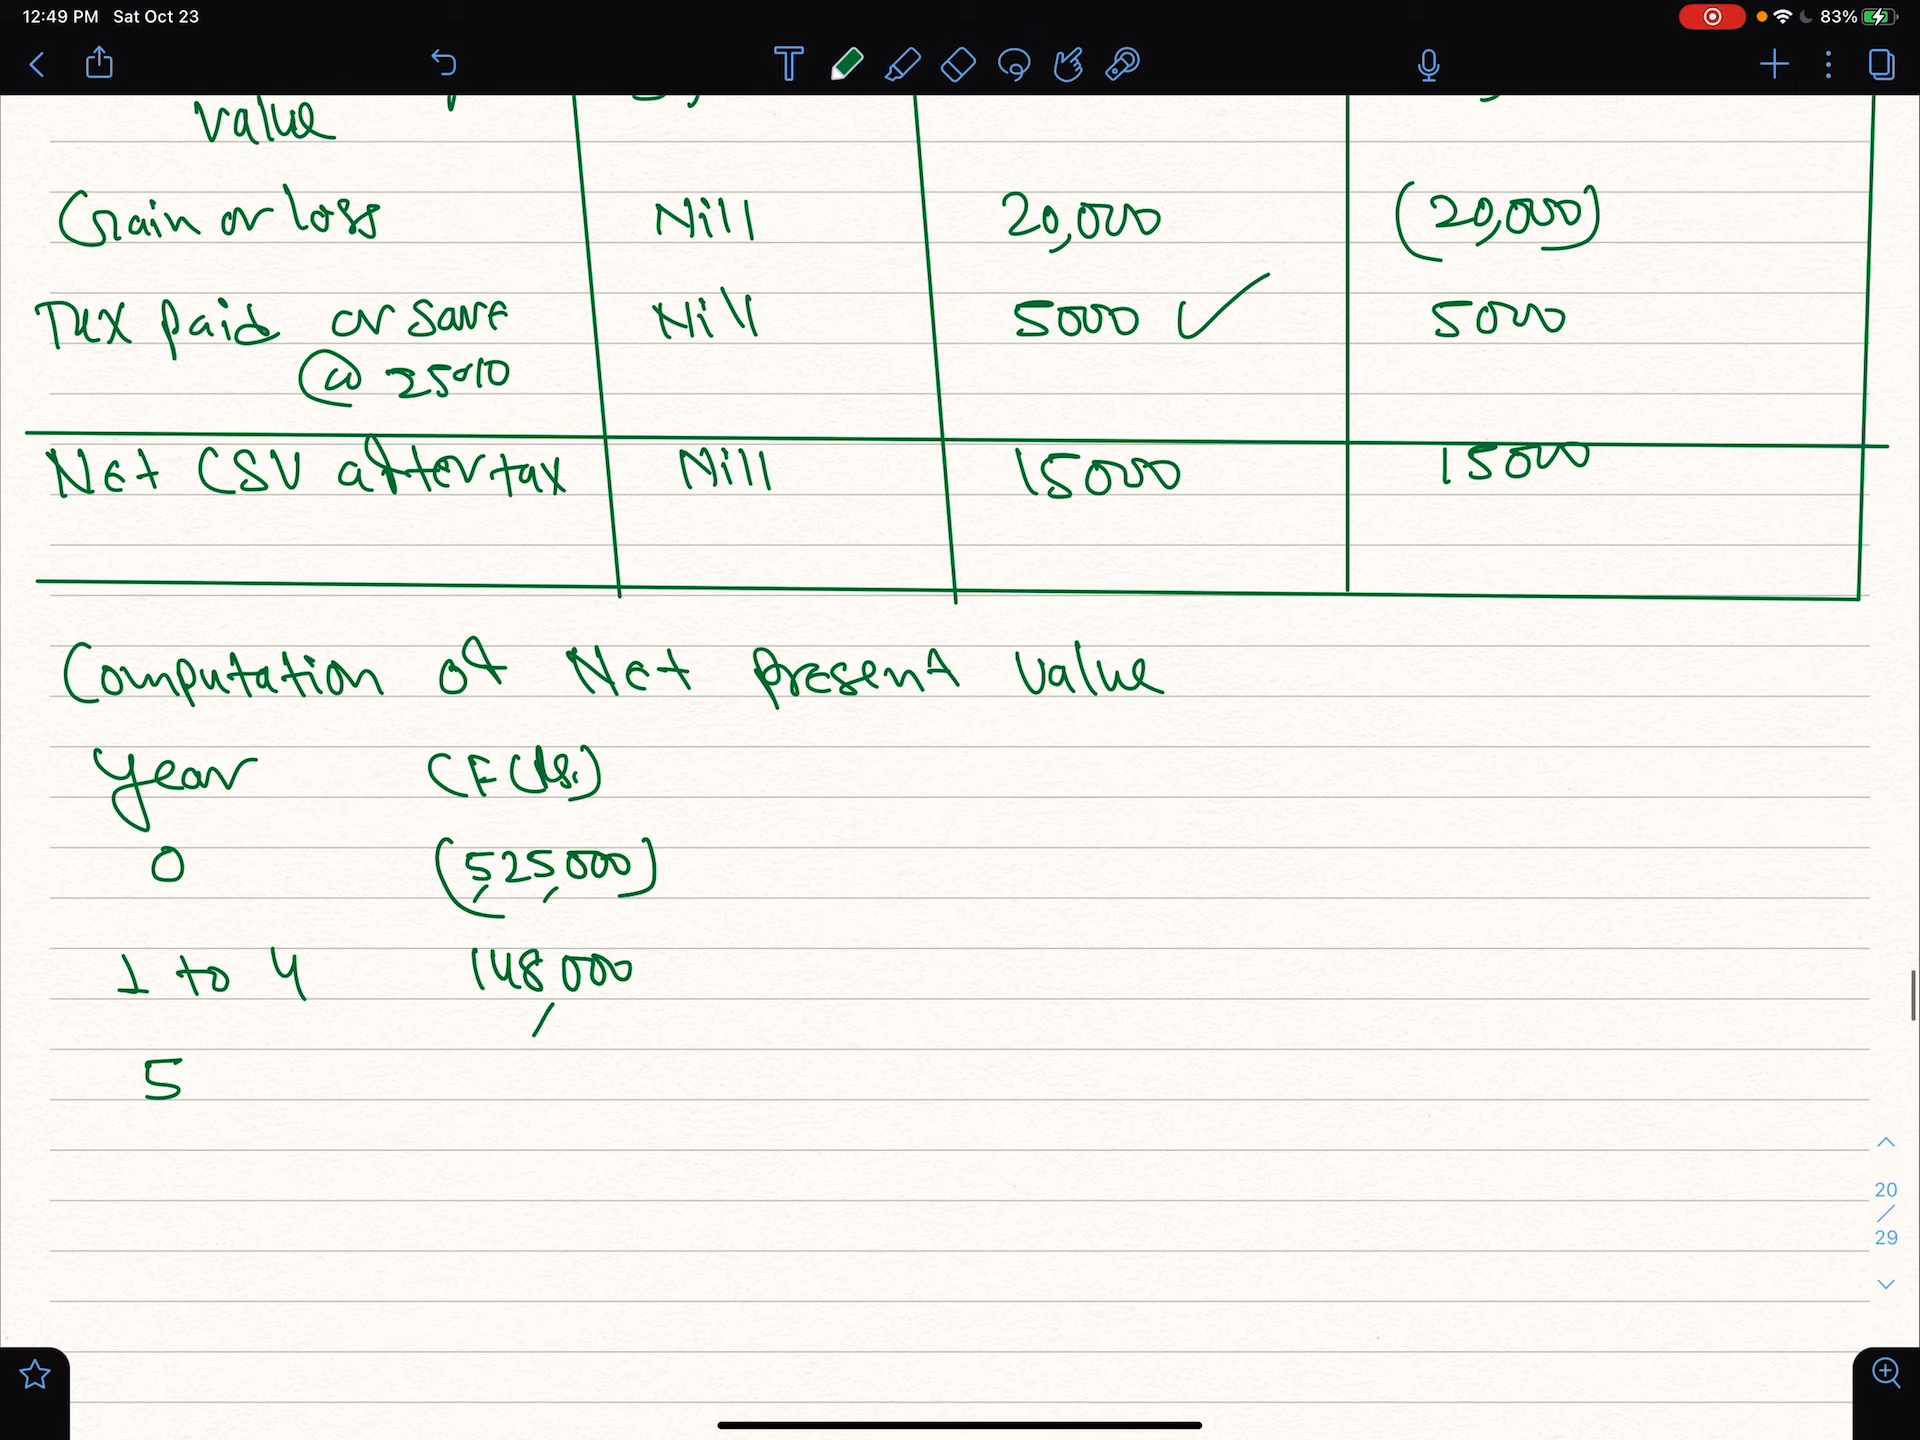 12:49 PM Sat Oct 23
83%
Value
Gain or loss Nill 20,000 (20,000)
Tax paid or save Nill 5000 5000
@ 25%
Net CSV after tax Nill 15000 15000
Computation of Net present Value
Year CF(Rs.)
0 (525,000)
1 to 4 148,000
5
20
/
29